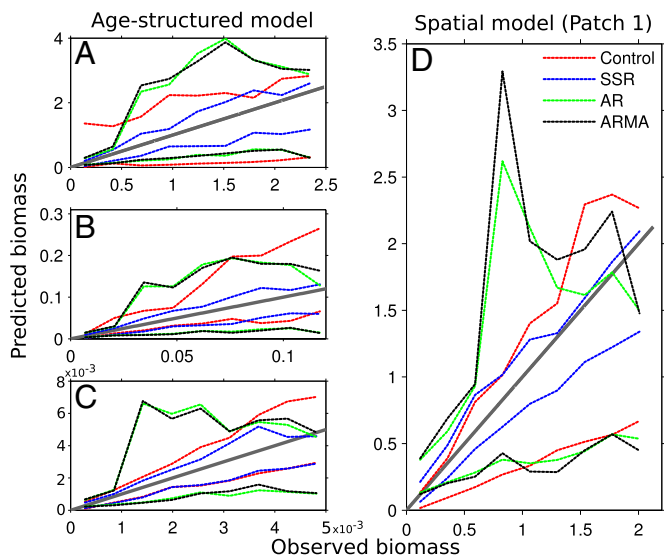 Age-structured model
Spatial model (Patch 1)
Predicted biomass
A
4
2
0
0 0.5 1 1.5 2 2.5
B
0.3
0.2
0.1
0
0 0.05 0.1
C
x10⁻³
8
6
4
2
0
0 1 2 3 4 5x10⁻³
D
Control
SSR
AR
ARMA
3.5
3
2.5
2
1.5
1
0.5
0
0 0.5 1 1.5 2
Observed biomass